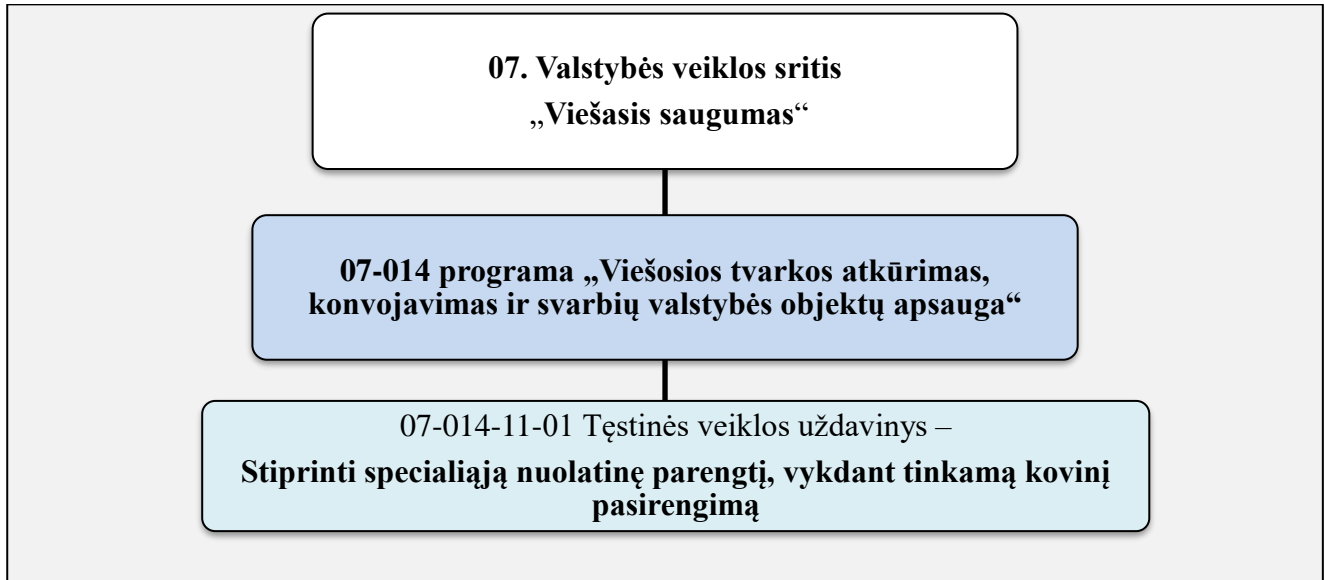 07. Valstybės veiklos sritis
„Viešasis saugumas“
07-014 programa „Viešosios tvarkos atkūrimas,
konvojavimas ir svarbių valstybės objektų apsauga“
07-014-11-01 Tęstinės veiklos uždavinys –
Stiprinti specialiąją nuolatinę parengtį, vykdant tinkamą kovinį
pasirengimą